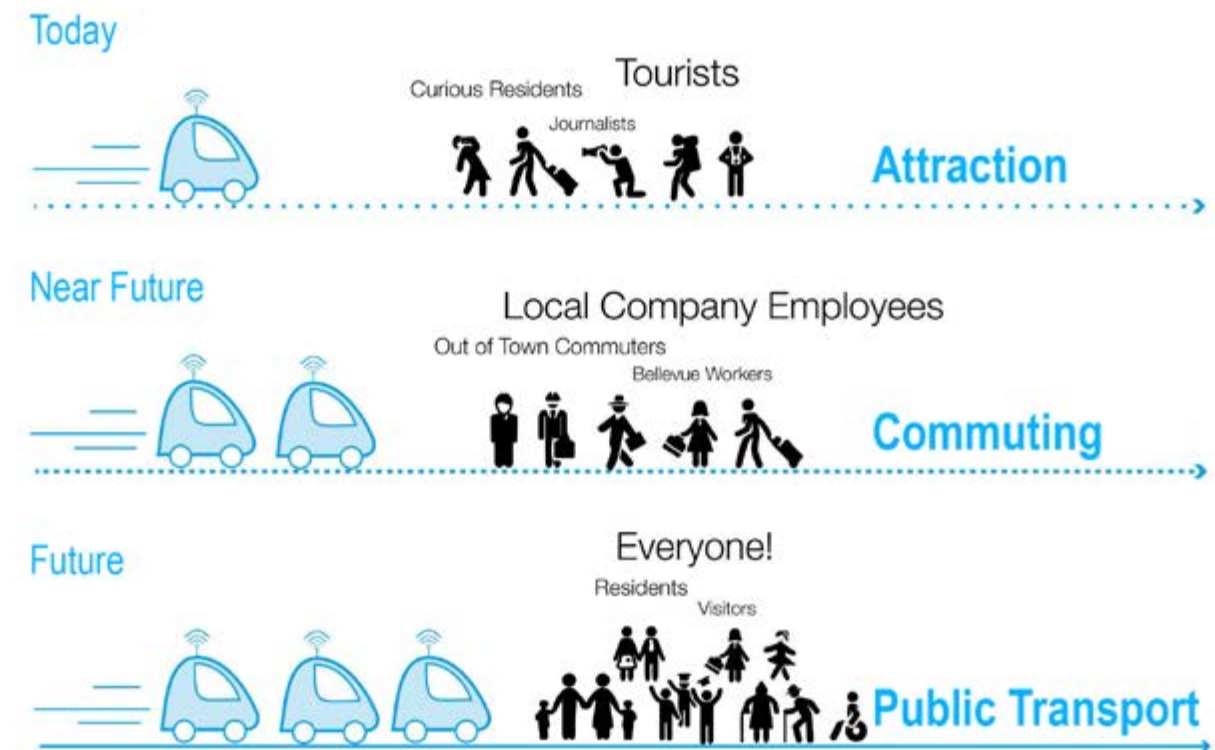 Today
Tourists
Curious Residents
Journalists
Attraction
Near Future
Local Company Employees
Out of Town Commuters
Bellevue Workers
Commuting
Future
Everyone!
Residents
Visitors
Public Transport